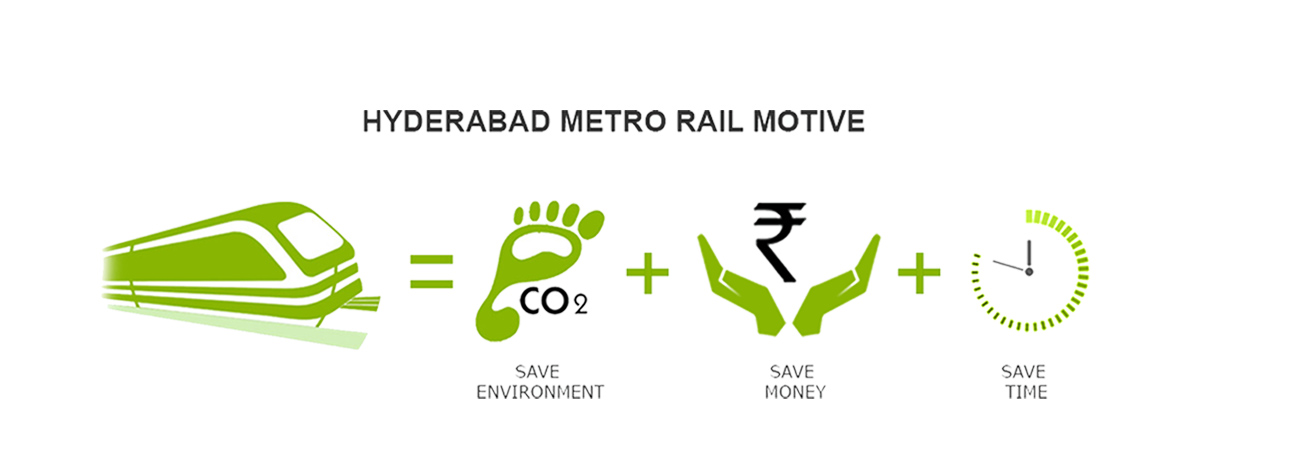 HYDERABAD METRO RAIL MOTIVE
₹
CO2
SAVE
ENVIRONMENT
SAVE
MONEY
SAVE
TIME